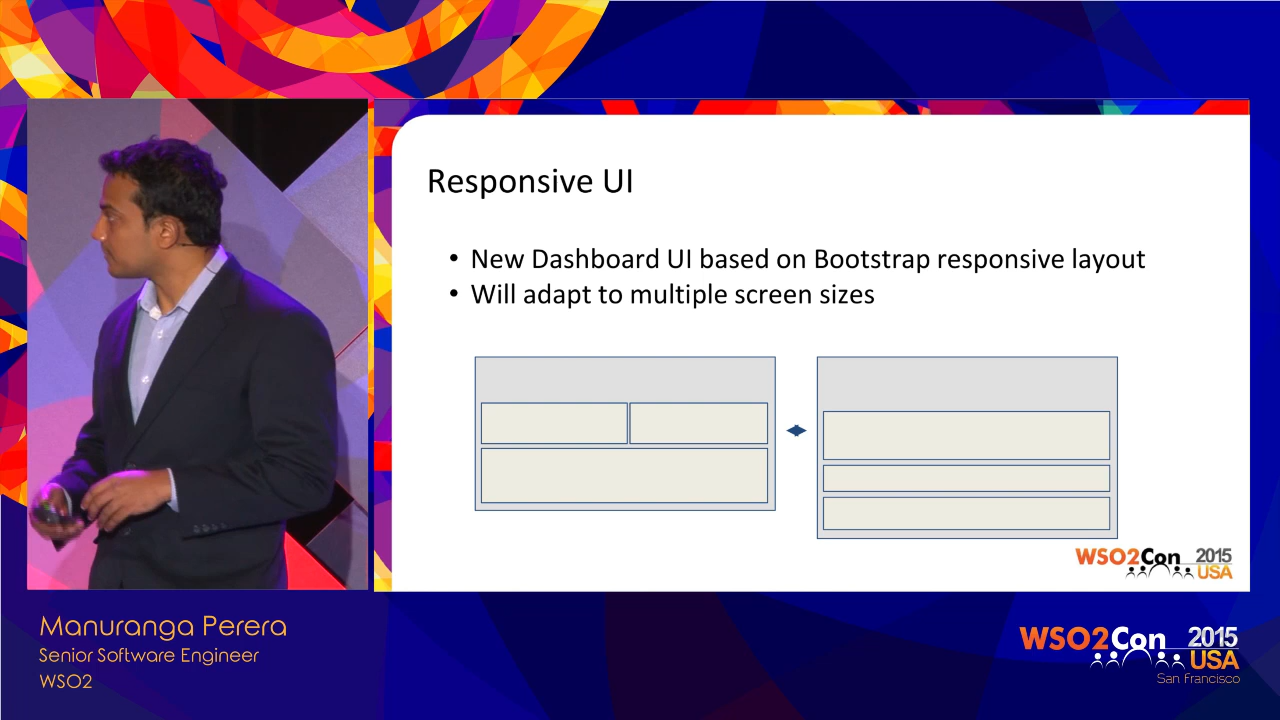 Responsive UI
• New Dashboard UI based on Bootstrap responsive layout
• Will adapt to multiple screen sizes
WSO2Con 2015
USA
Manuranga Perera
Senior Software Engineer
WSO2
WSO2Con 2015
USA
San Francisco